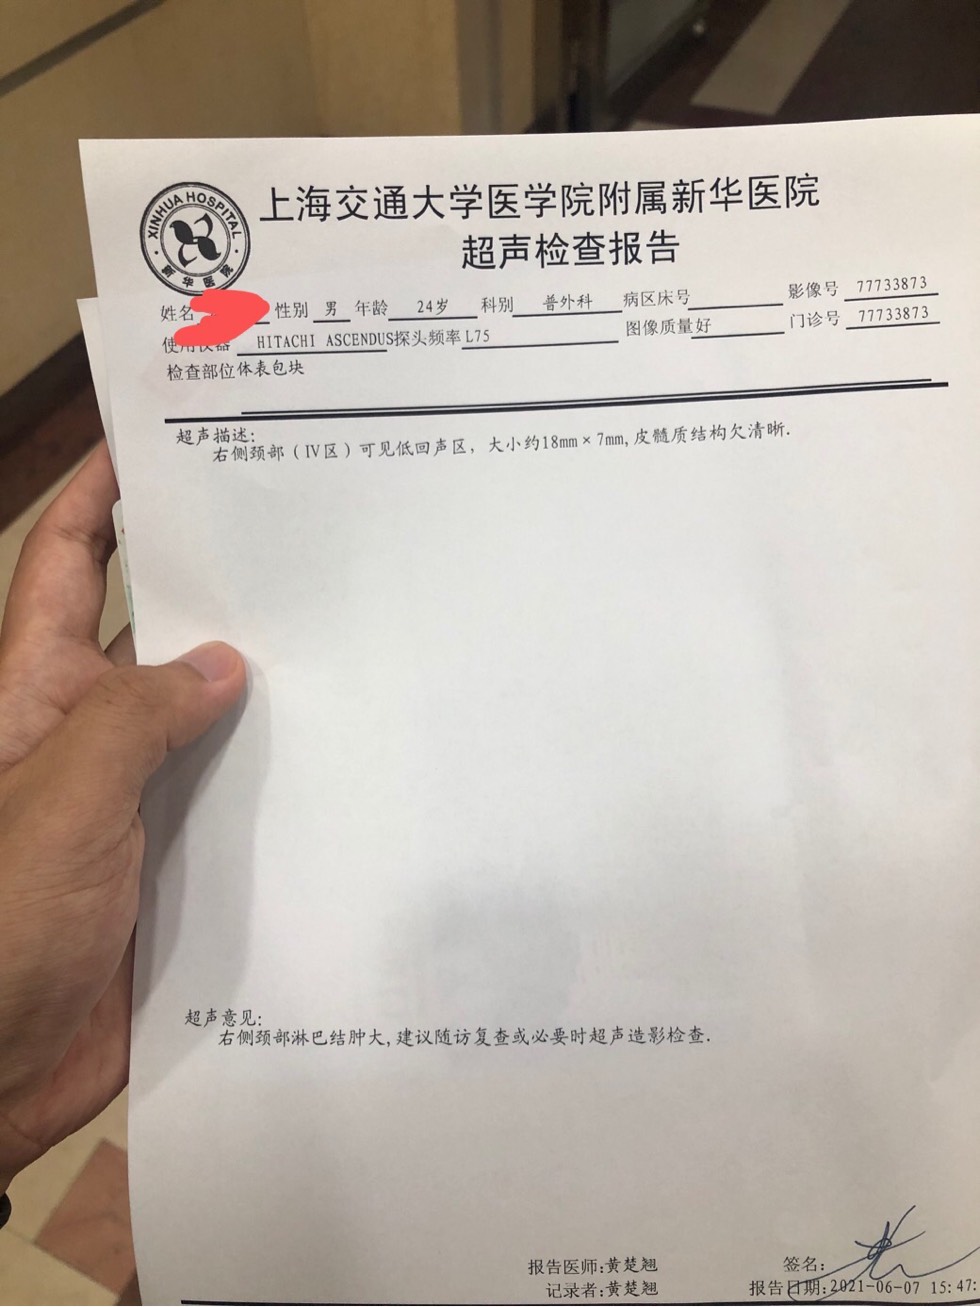 XINHUA HOSPITAL
新华医院
上海交通大学医学院附属新华医院
超声检查报告
姓名 性别 男 年龄 24岁 科别 普外科 病区床号 影像号 77733873
使用仪器 HITACHI ASCENDUS探头频率L75 图像质量好 门诊号 77733873
检查部位体表包块
超声描述:
右侧颈部（IV区）可见低回声区，大小约18mm×7mm,皮髓质结构欠清晰.
超声意见:
右侧颈部淋巴结肿大,建议随访复查或必要时超声造影检查.
报告医师:黄楚翘 签名:
记录者:黄楚翘 报告日期:2021-06-07 15:47: